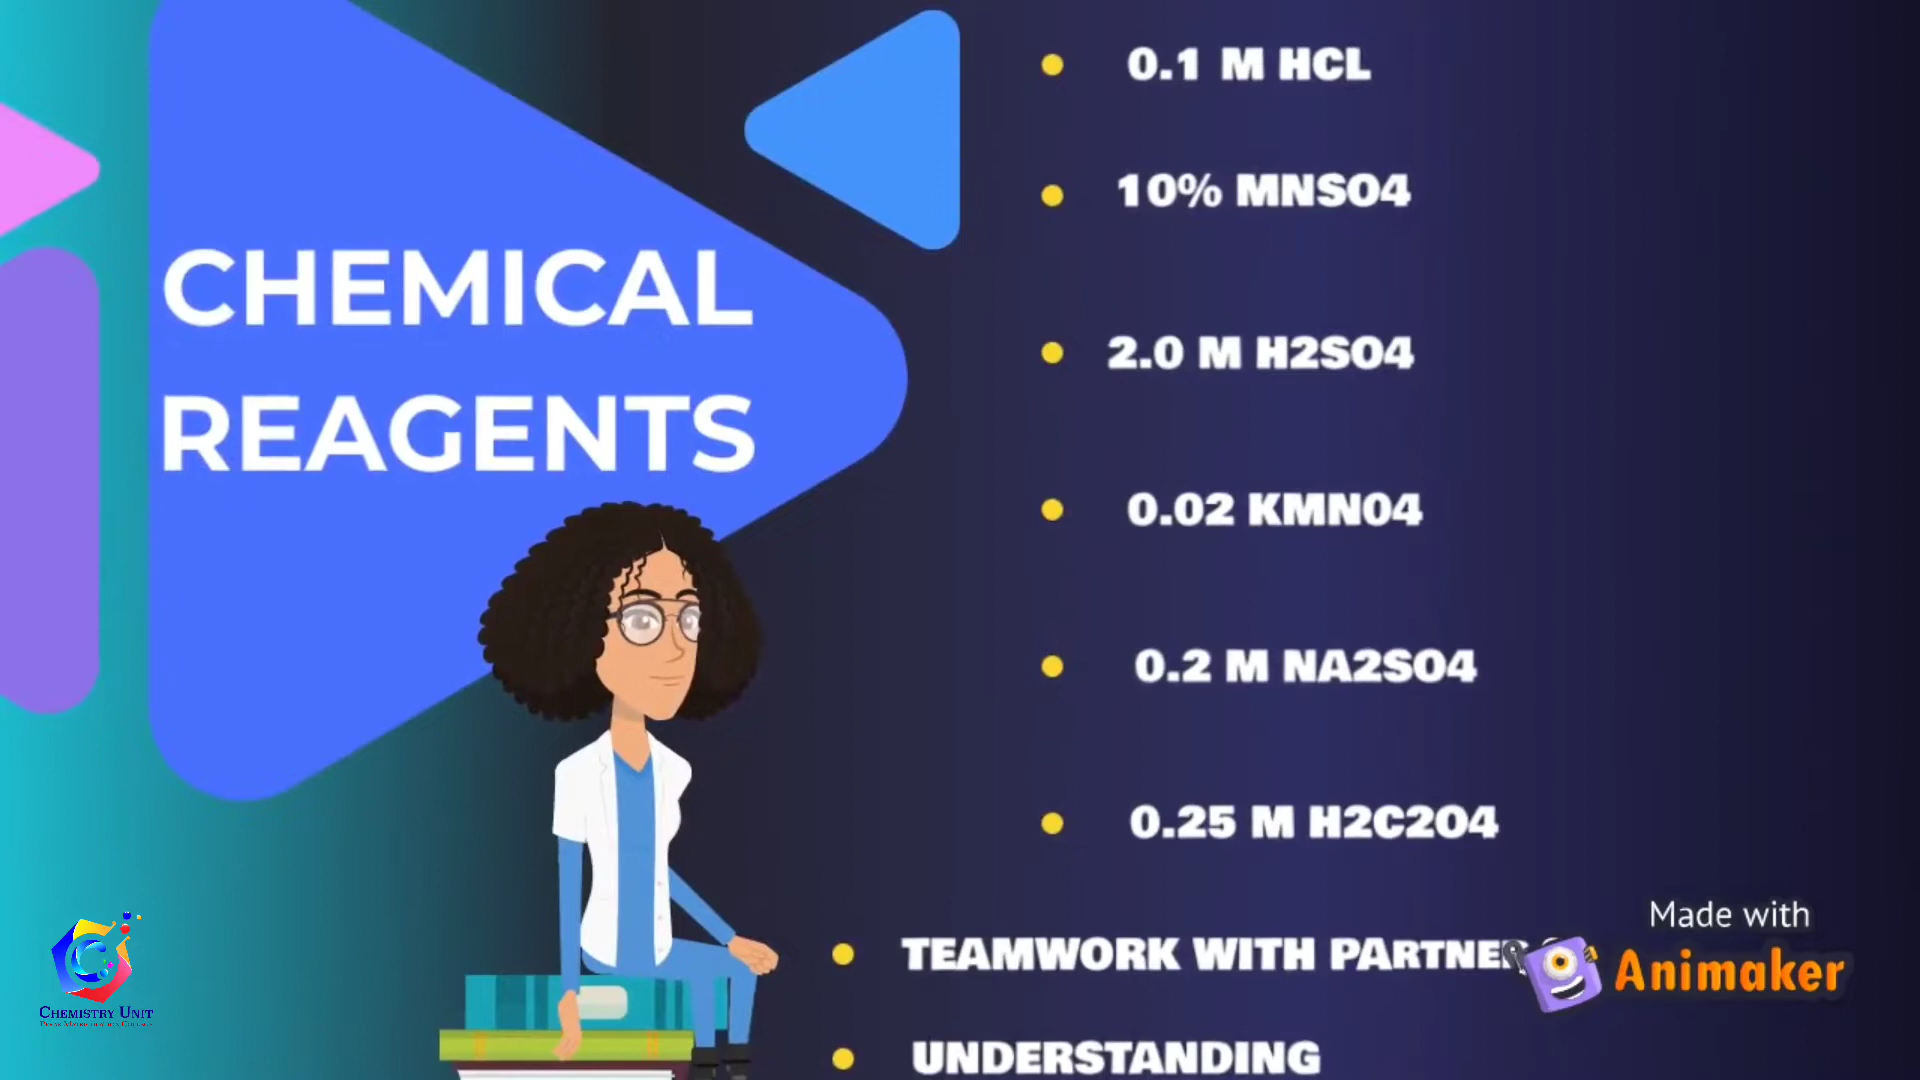 CHEMICAL
REAGENTS
0.1 M HCL
10% MNSO4
2.0 M H2SO4
0.02 KMN04
0.2 M NA2SO4
0.25 M H2C2O4
TEAMWORK WITH PARTNER
UNDERSTANDING
Made with
Animaker
CHEMISTRY UNIT